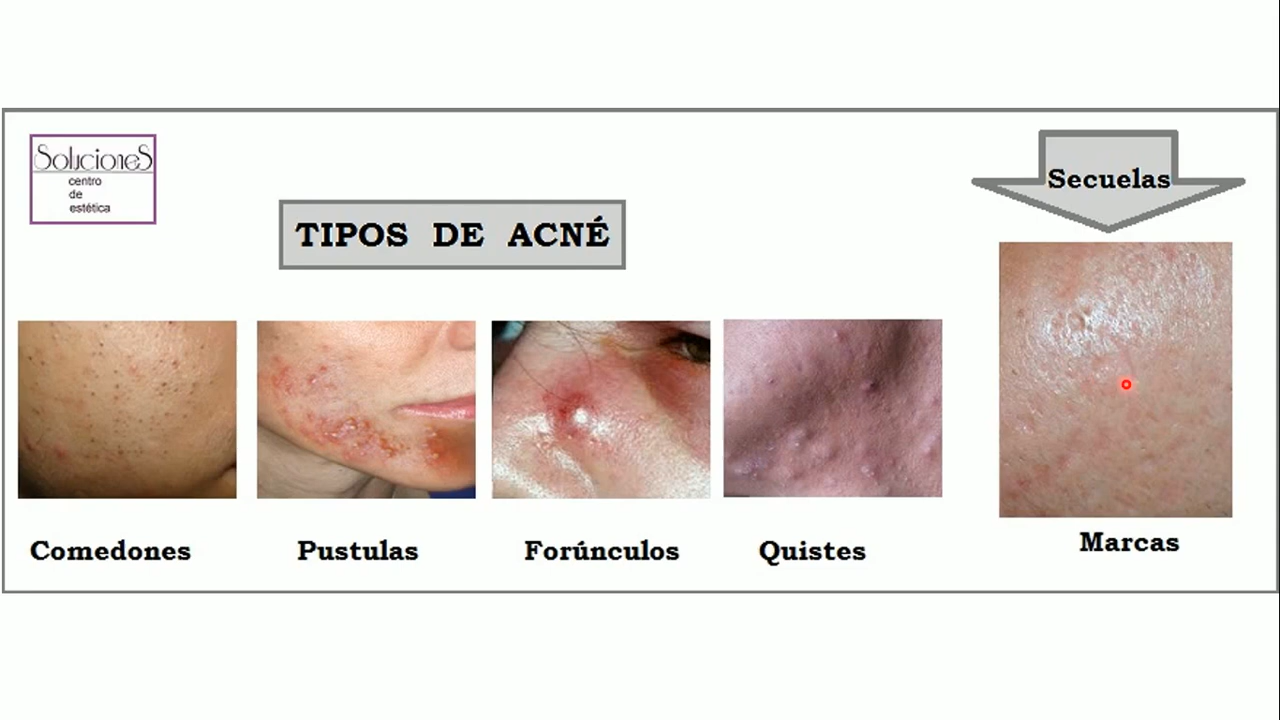 SolucioneS
centro
de
estética
TIPOS DE ACNÉ
Secuelas
Comedones
Pustulas
Forúnculos
Quistes
Marcas